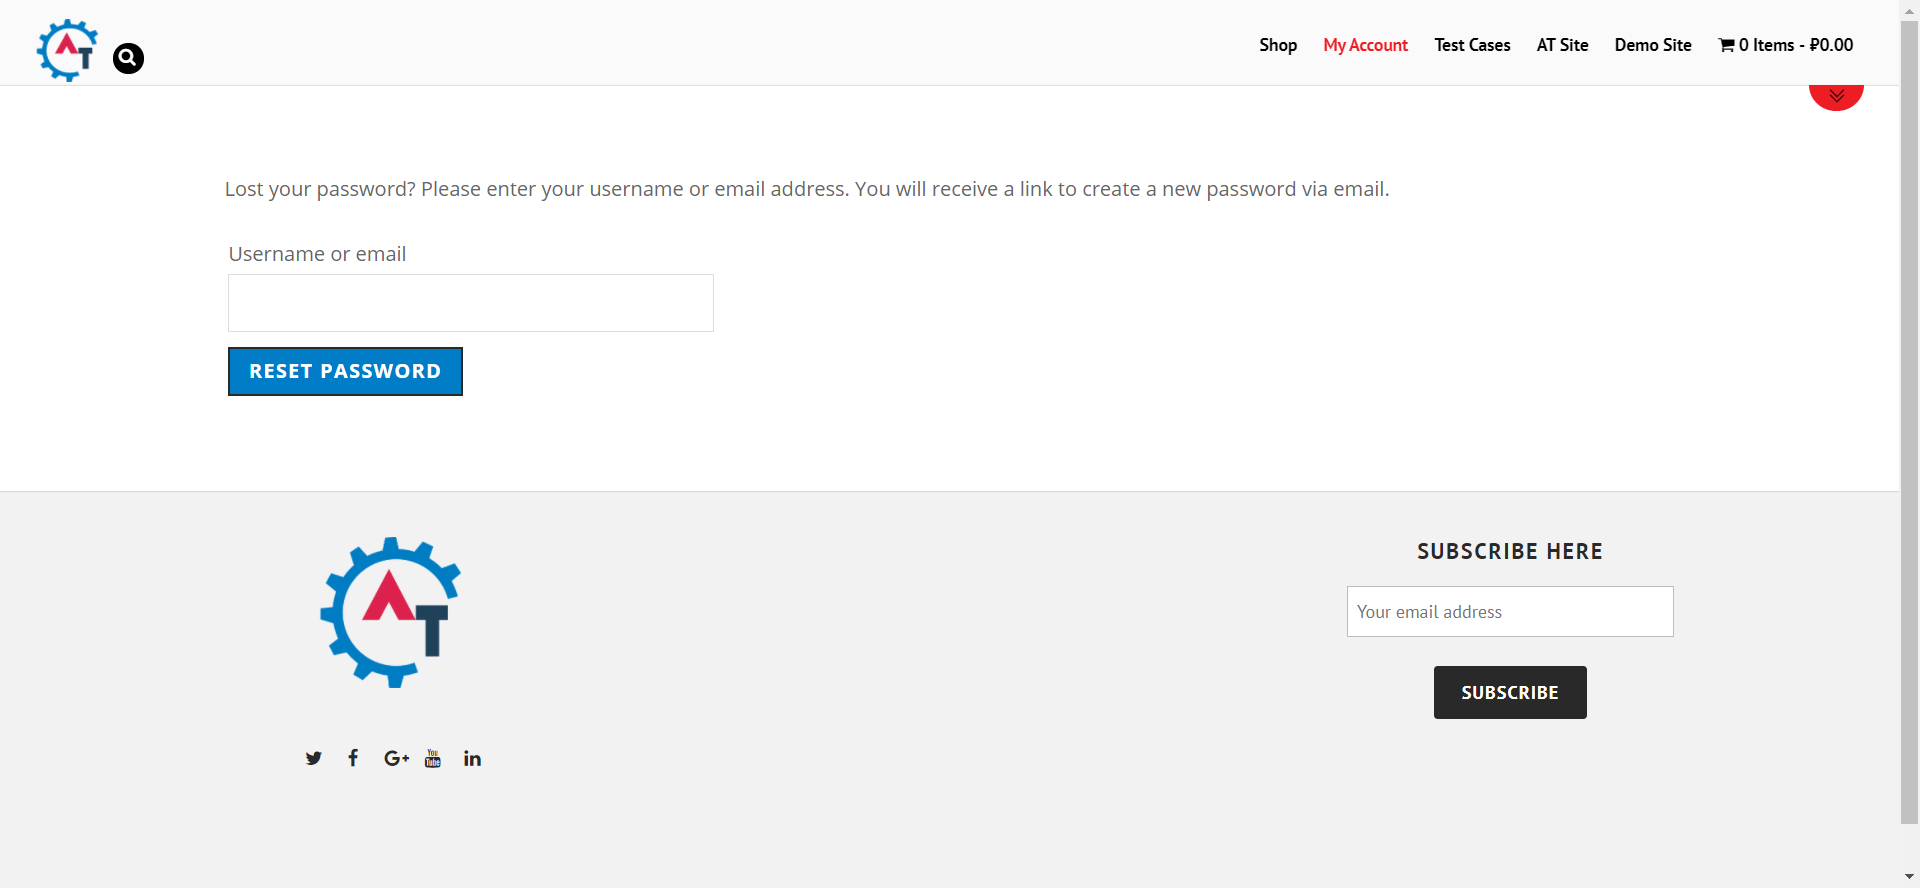 AT
Shop
My Account
Test Cases
AT Site
Demo Site
0 Items - ₽0.00
Lost your password? Please enter your username or email address. You will receive a link to create a new password via email.
Username or email
RESET PASSWORD
AT
SUBSCRIBE HERE
Your email address
SUBSCRIBE
G+
You
Tube
in